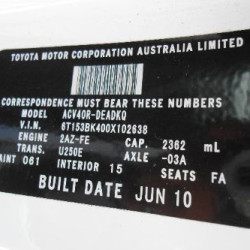 TOYOTA MOTOR CORPORATION AUSTRALIA LIMITED
CORRESPONDENCE MUST BEAR THESE NUMBERS
MODEL ACV40R-DEADKQ
V.I.N. 6T153BK400X102638
ENGINE 2AZ-FE CAP. 2362 mL
TRANS. U250E AXLE -03A
AINT 061 INTERIOR 15 SEATS FA
BUILT DATE JUN 10